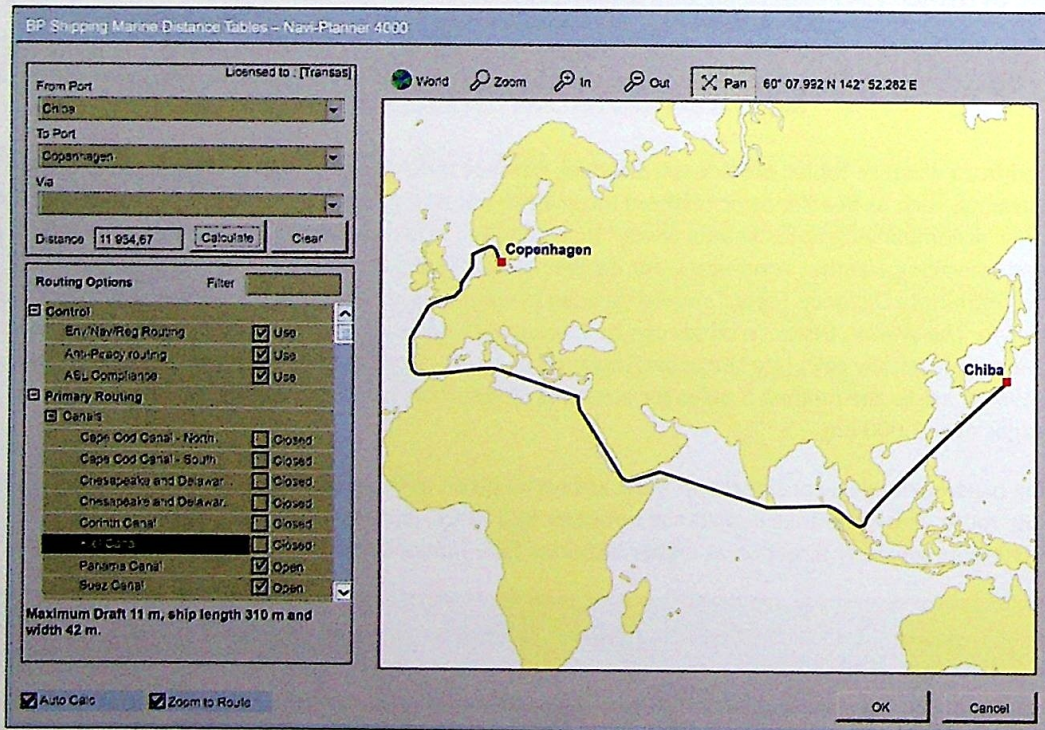 BP Shipping Marine Distance Tables – Navi-Planner 4000
Licensed to : [Transas]
From Port
Chiba
To Port
Copenhagen
Via
Distance 11 934,67 Calculate Clear
Routing Options Filter
Control
Env/Nav/Reg Routing Use
Anti-Piracy routing Use
ASL Compliance Use
Primary Routing
Canals
Cape Cod Canal - North Closed
Cape Cod Canal - South Closed
Chesapeake and Delawar... Closed
Chesapeake and Delawar... Closed
Corinth Canal Closed
Kiel Canal Closed
Panama Canal Open
Suez Canal Open
Maximum Draft 11 m, ship length 310 m and
width 42 m.
Auto Calc Zoom to Route
World Zoom In Out Pan 60° 07.992 N 142° 52.282 E
Copenhagen
Chiba
OK Cancel